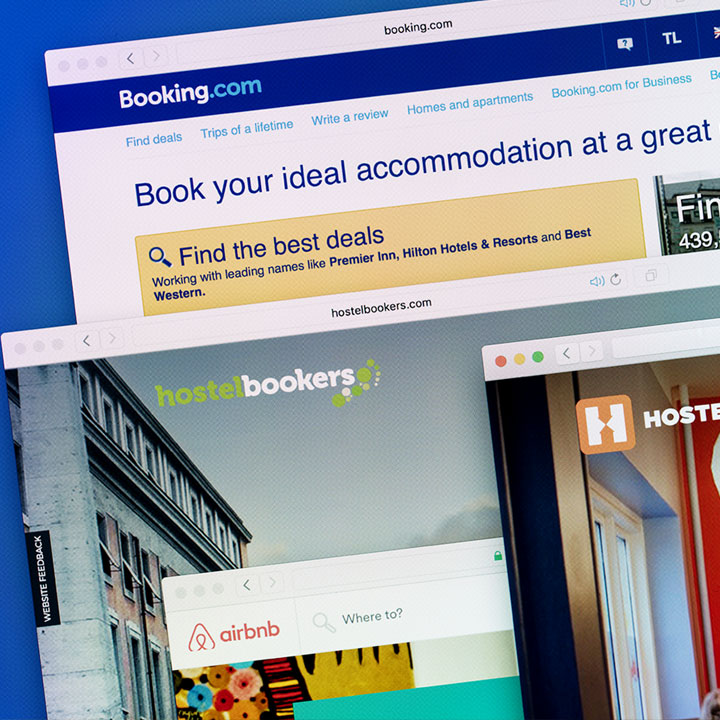 booking.com
Booking.com
TL
Find deals Trips of a lifetime Write a review Homes and apartments Booking.com for Business
Book your ideal accommodation at a great
Find the best deals
Working with leading names like Premier Inn, Hilton Hotels & Resorts and Best
Western.
439,
hostelbookers.com
hostelbookers
WEBSITE FEEDBACK
H
airbnb
Where to?